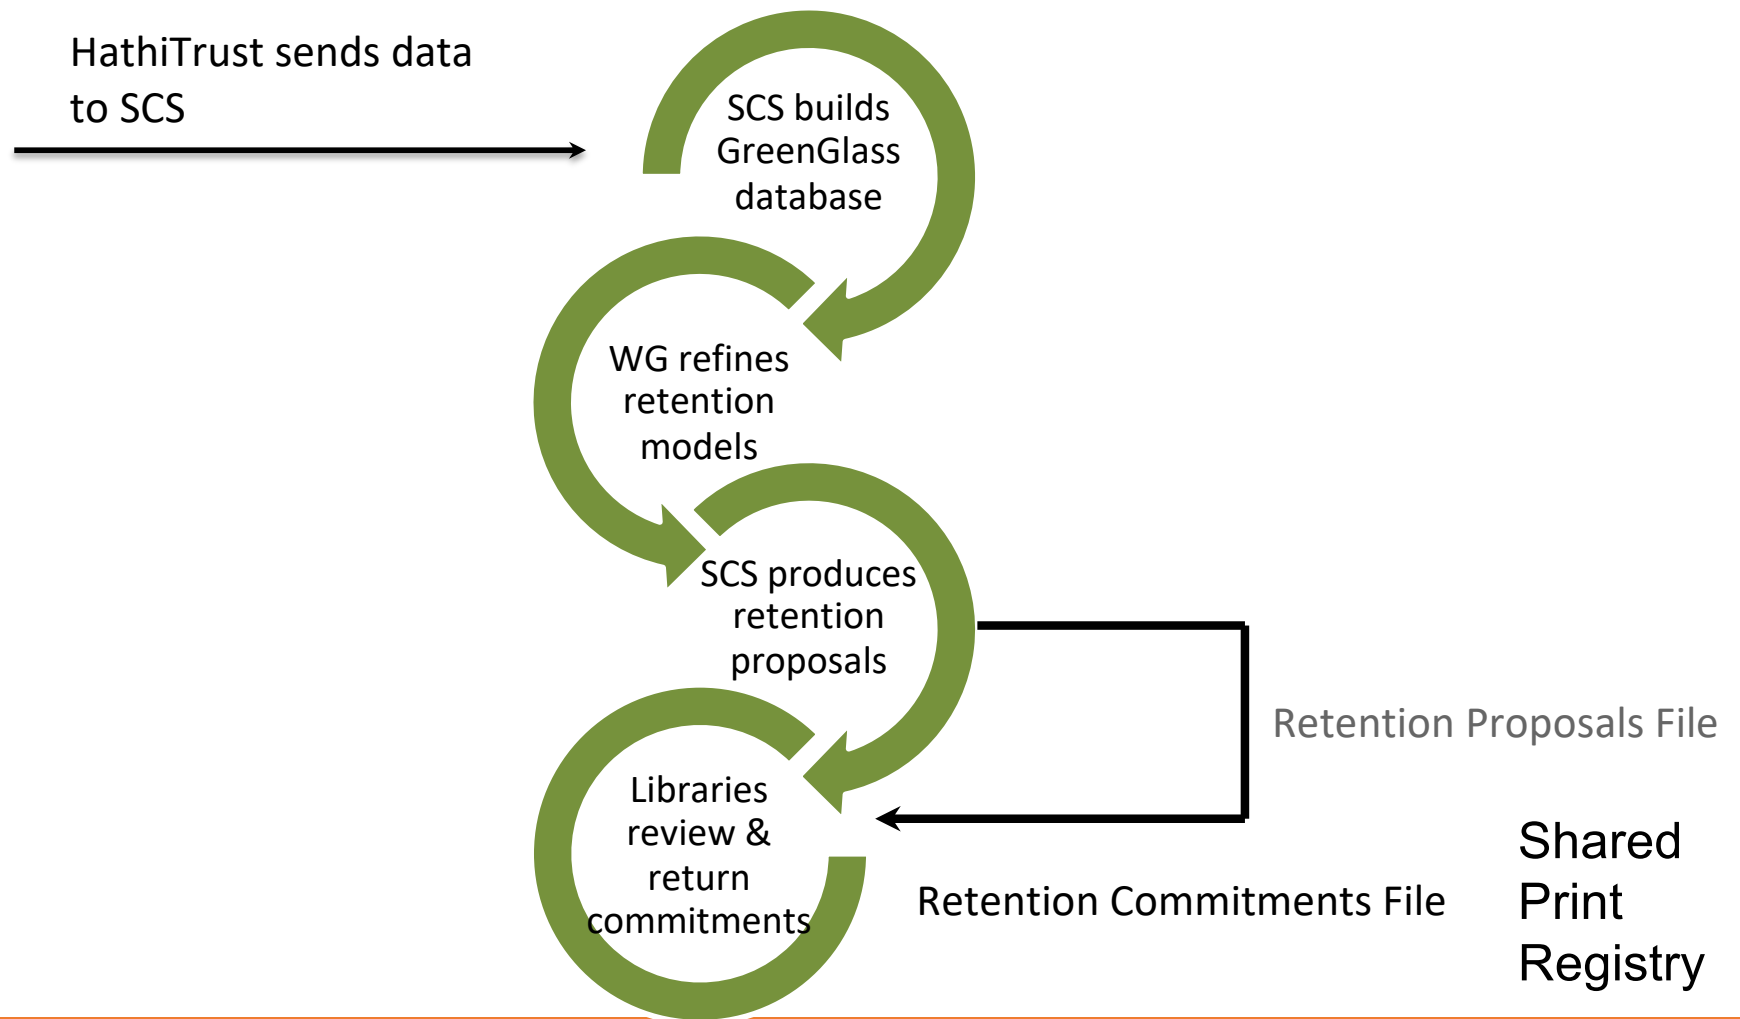 HathiTrust sends data
to SCS
SCS builds
GreenGlass
database
WG refines
retention
models
SCS produces
retention
proposals
Retention Proposals File
Libraries
review &
return
commitments
Retention Commitments File
Shared
Print
Registry